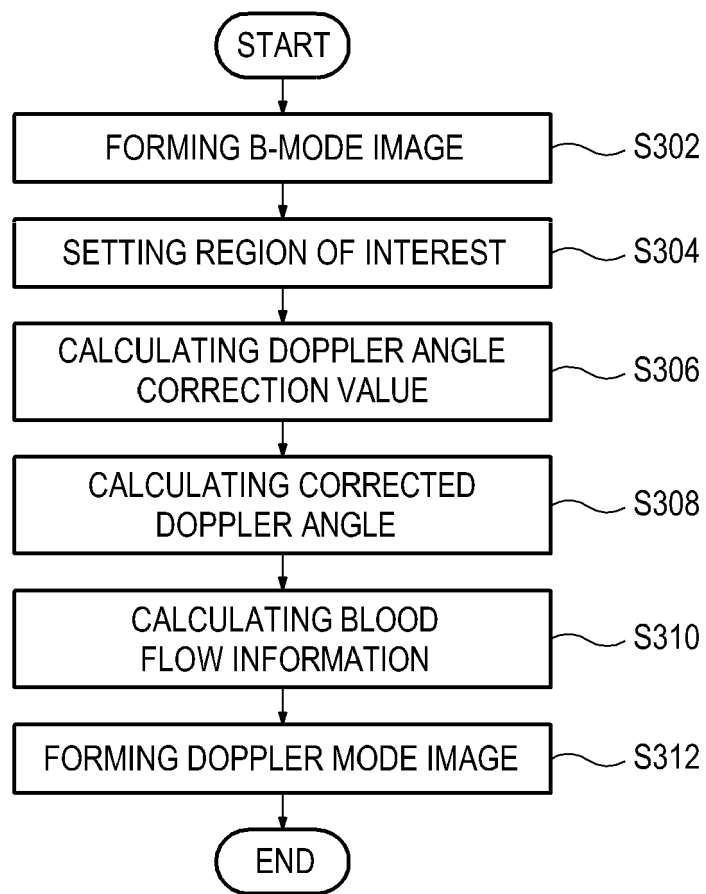 START
FORMING B-MODE IMAGE
S302
SETTING REGION OF INTEREST
S304
CALCULATING DOPPLER ANGLE
CORRECTION VALUE
S306
CALCULATING CORRECTED
DOPPLER ANGLE
S308
CALCULATING BLOOD
FLOW INFORMATION
S310
FORMING DOPPLER MODE IMAGE
S312
END